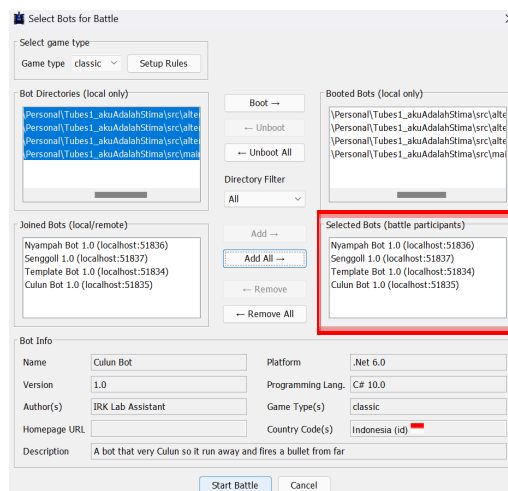 Select Bots for Battle
Select game type
Game type classic Setup Rules
Bot Directories (local only)
\Personal\Tubes1_akuAdalahStima\src\alte
\Personal\Tubes1_akuAdalahStima\src\alte
\Personal\Tubes1_akuAdalahStima\src\alte
\Personal\Tubes1_akuAdalahStima\src\mai
Boot →
← Unboot
← Unboot All
Directory Filter
All
Booted Bots (local only)
\Personal\Tubes1_akuAdalahStima\src\alte
\Personal\Tubes1_akuAdalahStima\src\alte
\Personal\Tubes1_akuAdalahStima\src\alte
\Personal\Tubes1_akuAdalahStima\src\mai
Joined Bots (local/remote)
Nyampah Bot 1.0 (localhost:51836)
Senggoll 1.0 (localhost:51837)
Template Bot 1.0 (localhost:51834)
Culun Bot 1.0 (localhost:51835)
Add →
Add All →
← Remove
← Remove All
Selected Bots (battle participants)
Nyampah Bot 1.0 (localhost:51836)
Senggoll 1.0 (localhost:51837)
Template Bot 1.0 (localhost:51834)
Culun Bot 1.0 (localhost:51835)
Bot Info
Name Culun Bot Platform .Net 6.0
Version 1.0 Programming Lang. C# 10.0
Author(s) IRK Lab Assistant Game Type(s) classic
Homepage URL Country Code(s) Indonesia (id)
Description A bot that very Culun so it run away and fires a bullet from far
Start Battle Cancel